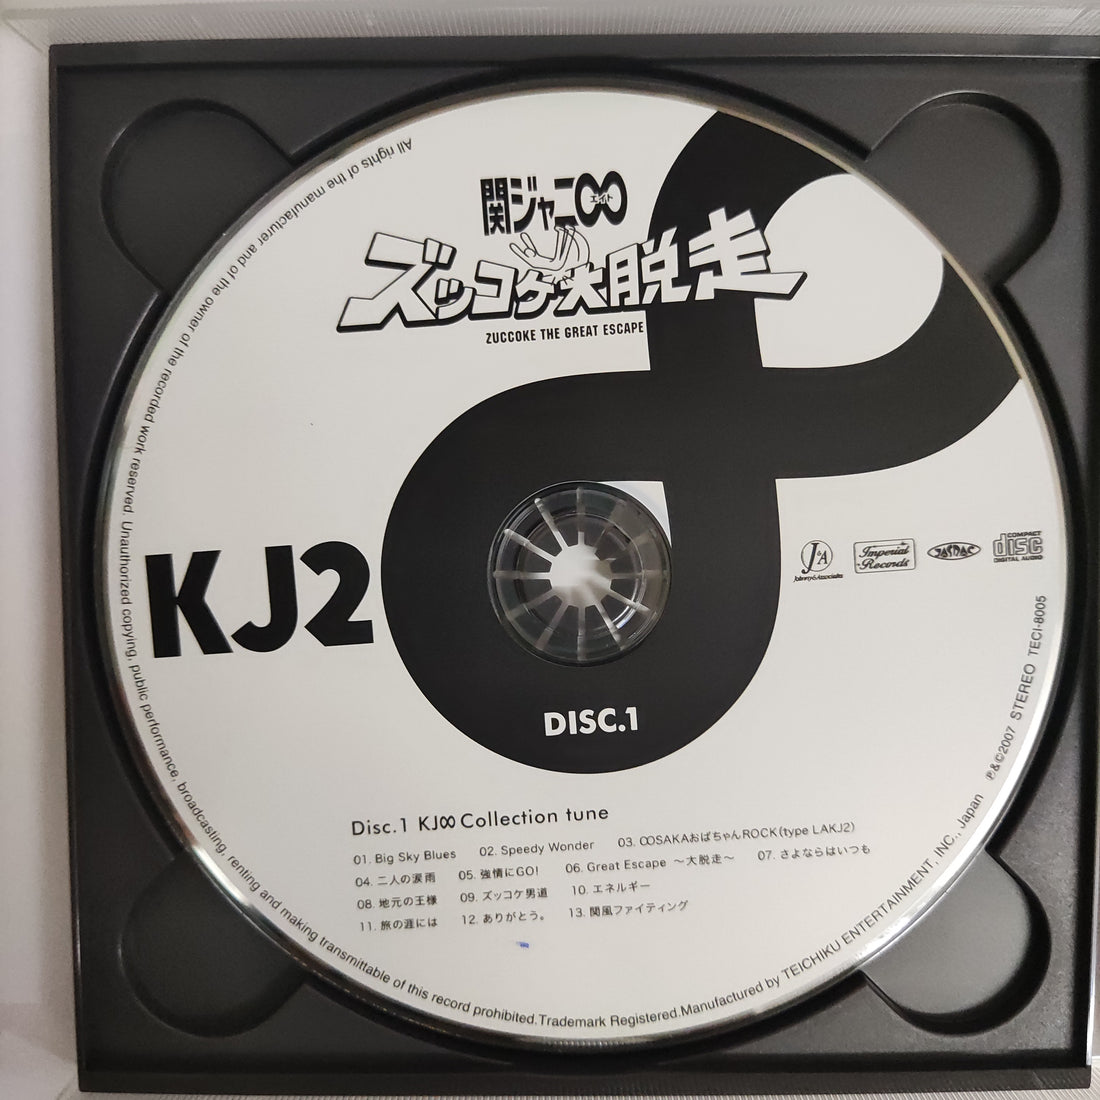 関ジャニ∞
エイト
ズッコケ大脱走
ZUCCOKE THE GREAT ESCAPE
KJ2
DISC.1
J&A
Johnny's Associates
Imperial Records
JASRAC
COMPACT
disc
DIGITAL AUDIO
Disc.1 KJ∞ Collection tune
01. Big Sky Blues 02. Speedy Wonder 03. ∞SAKAおばちゃんROCK(type LAKJ2)
04. 二人の涙雨 05. 強情にGO! 06. Great Escape ～大脱走～ 07. さよならはいつも
08. 地元の王様 09. ズッコケ男道 10. エネルギー
11. 旅の涯には 12. ありがとう。 13. 関風ファイティング
All rights of the manufacturer and of the owner of the recorded work reserved. Unauthorized copying, public performance, broadcasting, renting and making transmittable of this record prohibited. Trademark Registered. Manufactured by TEICHIKU ENTERTAINMENT, INC., Japan ℗&©2007 STEREO TECI-8005